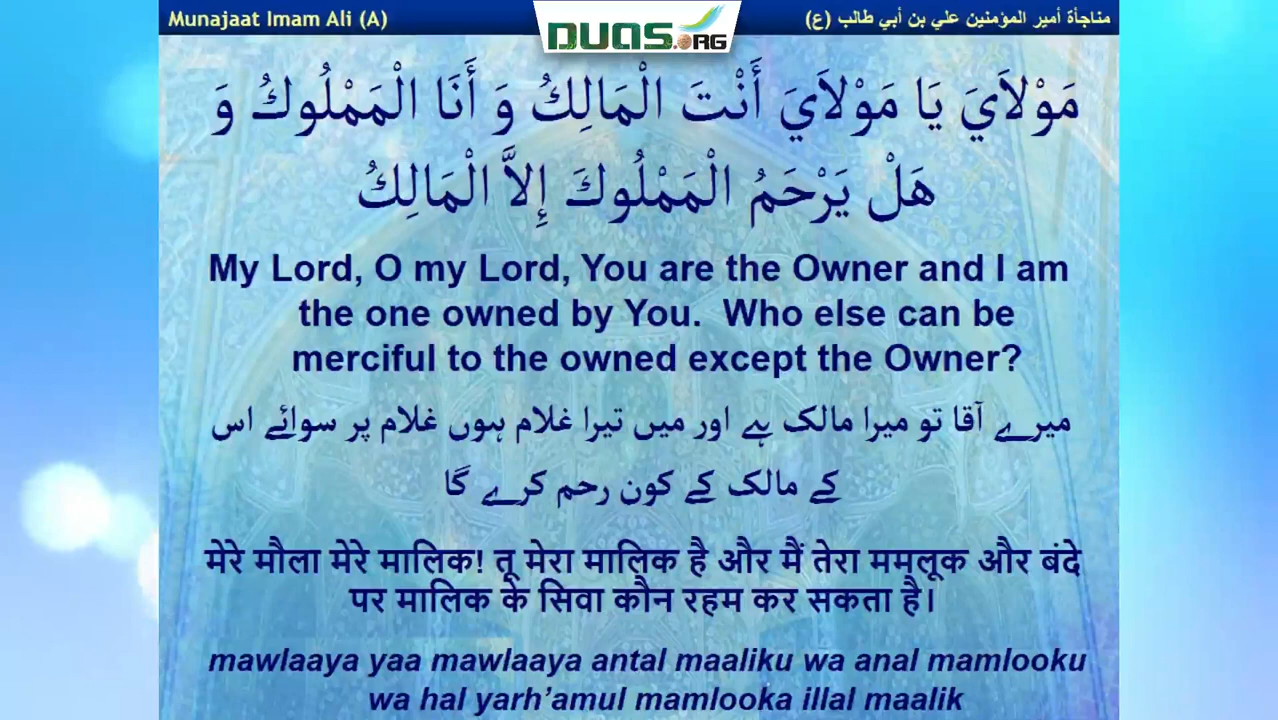 Munajaat Imam Ali (A)
DUAS.ORG
مناجأة أمير المؤمنين علي بن أبي طالب (ع)
مَوْلاَيَ يَا مَوْلاَيَ أَنْتَ الْمَالِكُ وَ أَنَا الْمَمْلُوكُ وَ
هَلْ يَرْحَمُ الْمَمْلُوكَ إِلاَّ الْمَالِكُ
My Lord, O my Lord, You are the Owner and I am
the one owned by You. Who else can be
merciful to the owned except the Owner?
میرے آقا تو میرا مالک ہے اور میں تیرا غلام ہوں غلام پر سوائے اس
کے مالک کے کون رحم کرے گا
मेरे मौला मेरे मालिक! तू मेरा मालिक है और मैं तेरा ममलूक और बंदे
पर मालिक के सिवा कौन रहम कर सकता है।
mawlaaya yaa mawlaaya antal maaliku wa anal mamlooku
wa hal yarh'amul mamlooka illal maalik